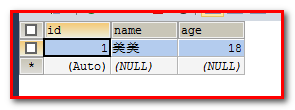 id name age
1 美美 18
* (Auto) (NULL) (NULL)